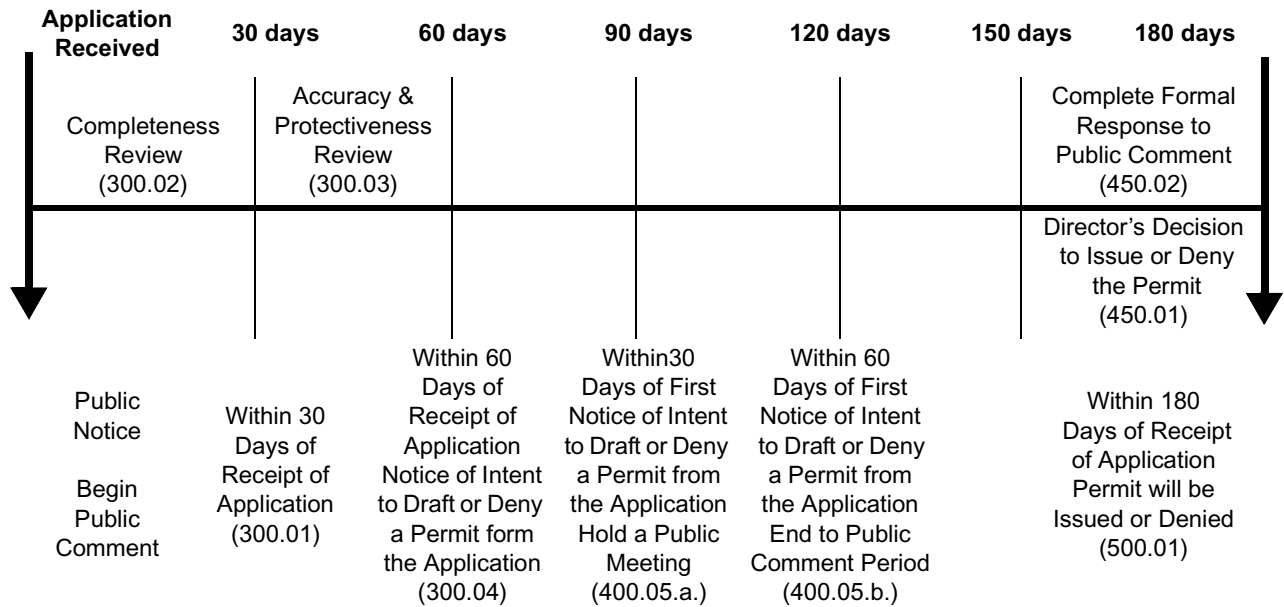 Application
Received
30 days
60 days
90 days
120 days
150 days
180 days
Completeness
Review
(300.02)
Accuracy &
Protectiveness
Review
(300.03)
Complete Formal
Response to
Public Comment
(450.02)
Director's Decision
to Issue or Deny
the Permit
(450.01)
Public
Notice
Begin
Public
Comment
Within 30
Days of
Receipt of
Application
(300.01)
Within 60
Days of
Receipt of
Application
Notice of Intent
to Draft or Deny
a Permit form
the Application
(300.04)
Within30
Days of First
Notice of Intent
to Draft or Deny
a Permit from
the Application
Hold a Public
Meeting
(400.05.a.)
Within 60
Days of First
Notice of Intent
to Draft or Deny
a Permit from
the Application
End to Public
Comment Period
(400.05.b.)
Within 180
Days of Receipt
of Application
Permit will be
Issued or Denied
(500.01)